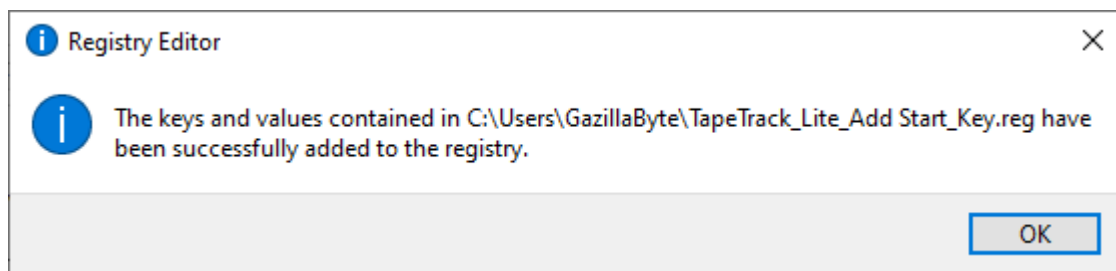 Registry Editor
The keys and values contained in C:\Users\GazillaByte\TapeTrack_Lite_Add Start_Key.reg have
been successfully added to the registry.
OK